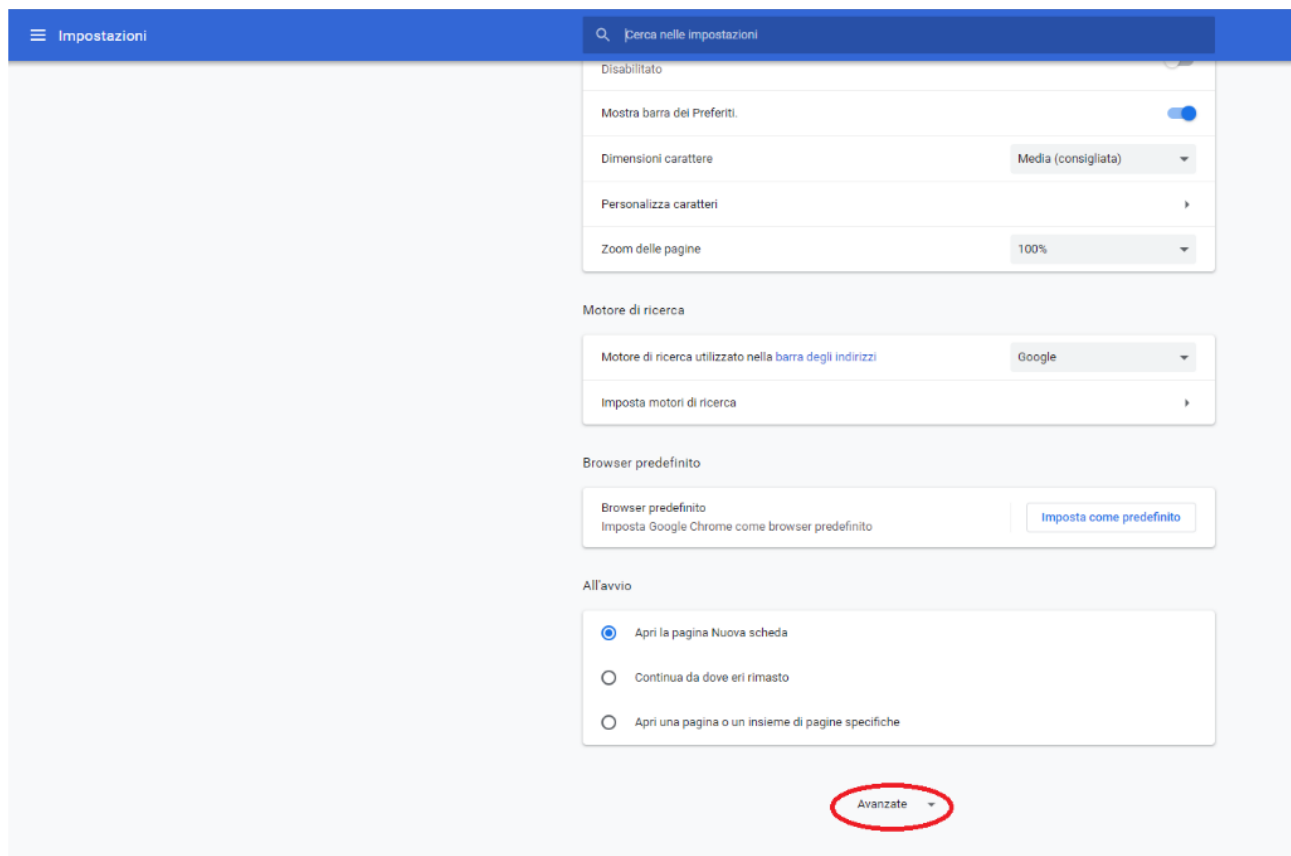 Impostazioni
Cerca nelle impostazioni
Disabilitato
Mostra barra dei Preferiti.
Dimensioni carattere
Media (consigliata)
Personalizza caratteri
Zoom delle pagine
100%
Motore di ricerca
Motore di ricerca utilizzato nella barra degli indirizzi
Google
Imposta motori di ricerca
Browser predefinito
Browser predefinito
Imposta Google Chrome come browser predefinito
Imposta come predefinito
All'avvio
Apri la pagina Nuova scheda
Continua da dove eri rimasto
Apri una pagina o un insieme di pagine specifiche
Avanzate